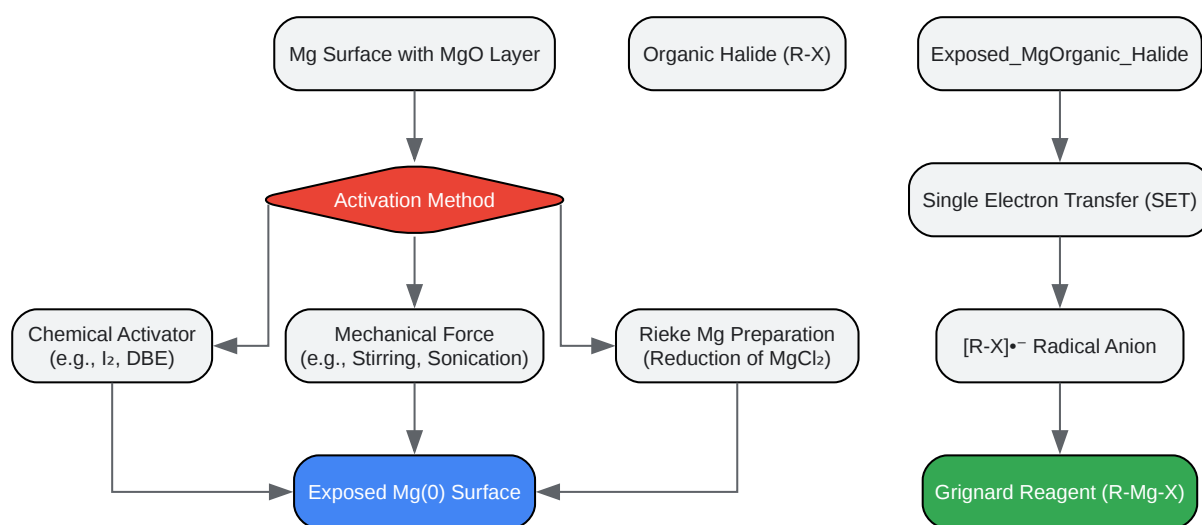 Mg Surface with MgO Layer
Organic Halide (R-X)
Exposed_MgOrganic_Halide
Activation Method
Single Electron Transfer (SET)
Chemical Activator
(e.g., I₂, DBE)
Mechanical Force
(e.g., Stirring, Sonication)
Rieke Mg Preparation
(Reduction of MgCl₂)
[R-X]•⁻ Radical Anion
Exposed Mg(0) Surface
Grignard Reagent (R-Mg-X)